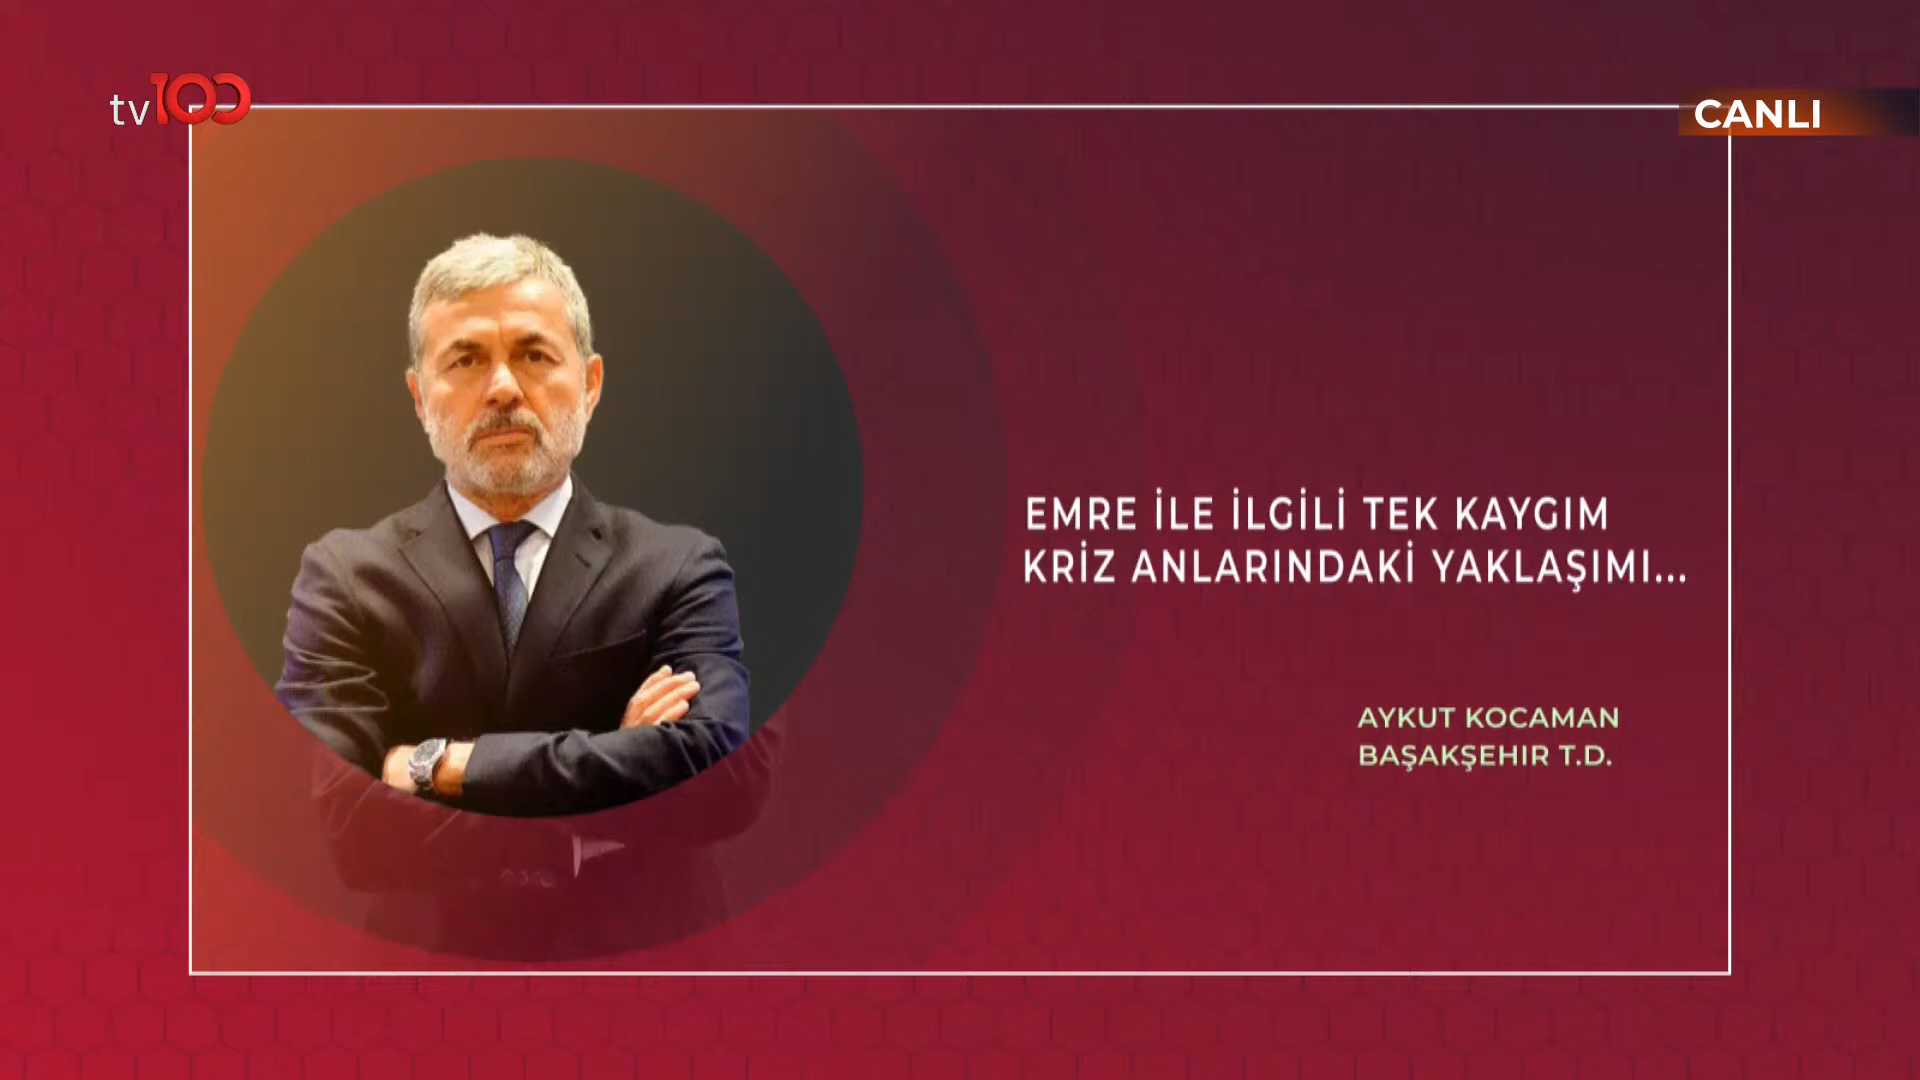 tv100
CANLI
EMRE İLE İLGİLİ TEK KAYGIM
KRİZ ANLARINDAKİ YAKLAŞIMI...
AYKUT KOCAMAN
BAŞAKŞEHIR T.D.